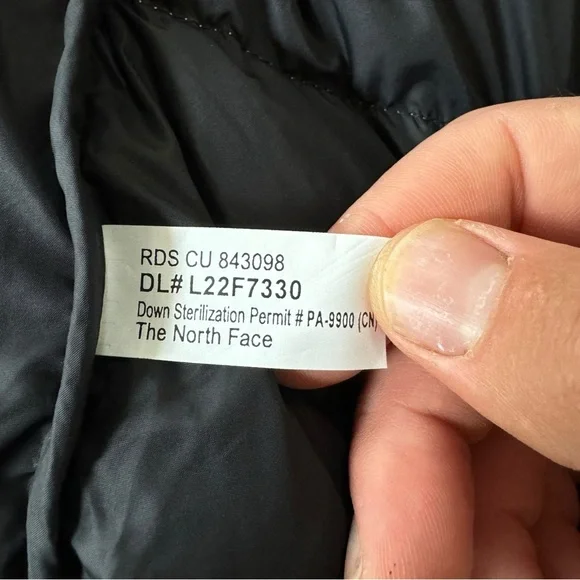 RDS CU 843098
DL# L22F7330
Down Sterilization Permit # PA-9900 (CN)
The North Face